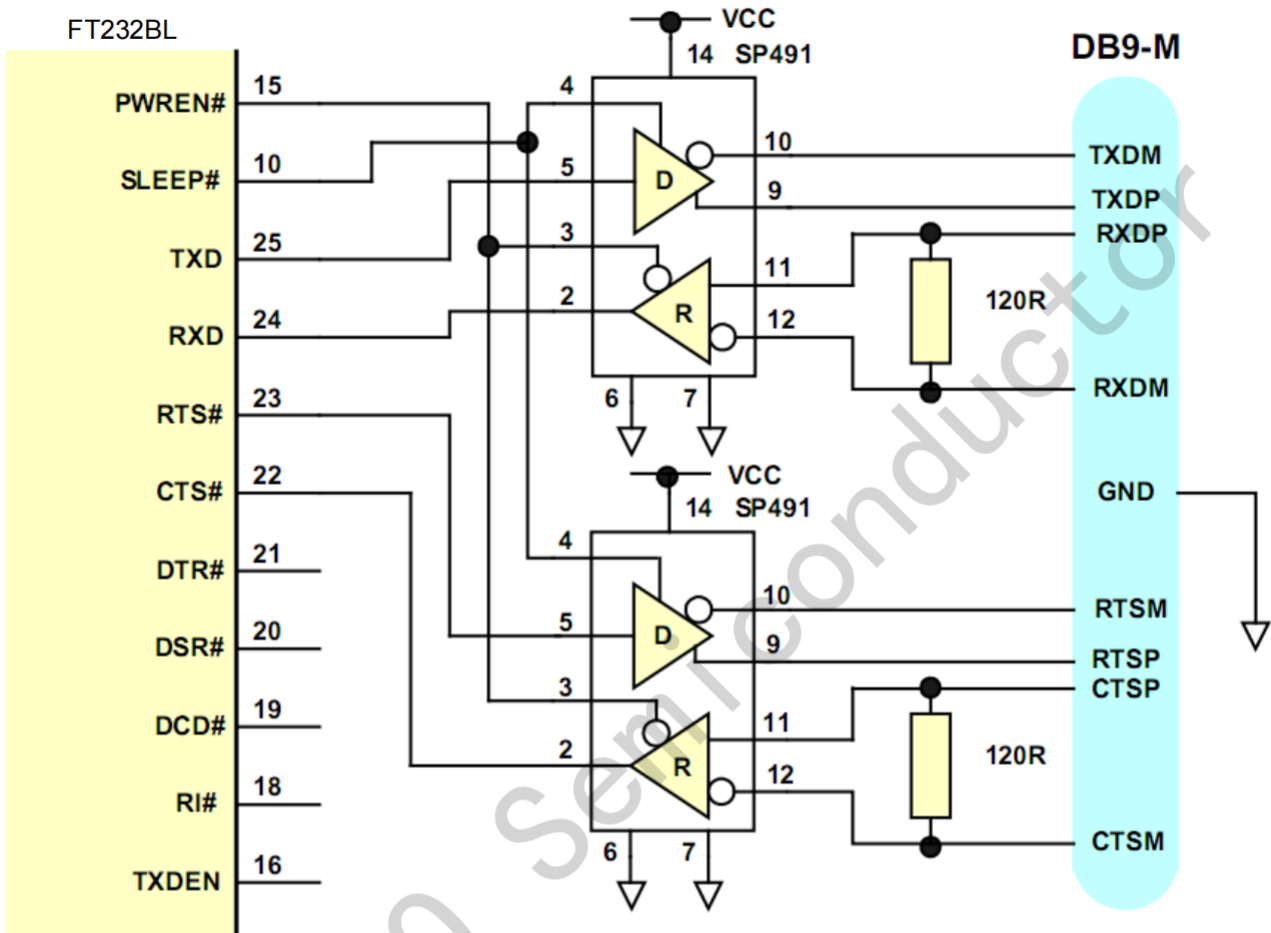 FT232BL
PWREN# 15
SLEEP# 10
TXD 25
RXD 24
RTS# 23
CTS# 22
DTR# 21
DSR# 20
DCD# 19
RI# 18
TXDEN 16
VCC
14 SP491
4
5
3
2
D
R
10
9
11
12
6 7
VCC
14 SP491
4
5
3
2
D
R
10
9
11
12
6 7
120R
120R
DB9-M
TXDM
TXDP
RXDP
RXDM
GND
RTSM
RTSP
CTSP
CTSM
Semiconductor